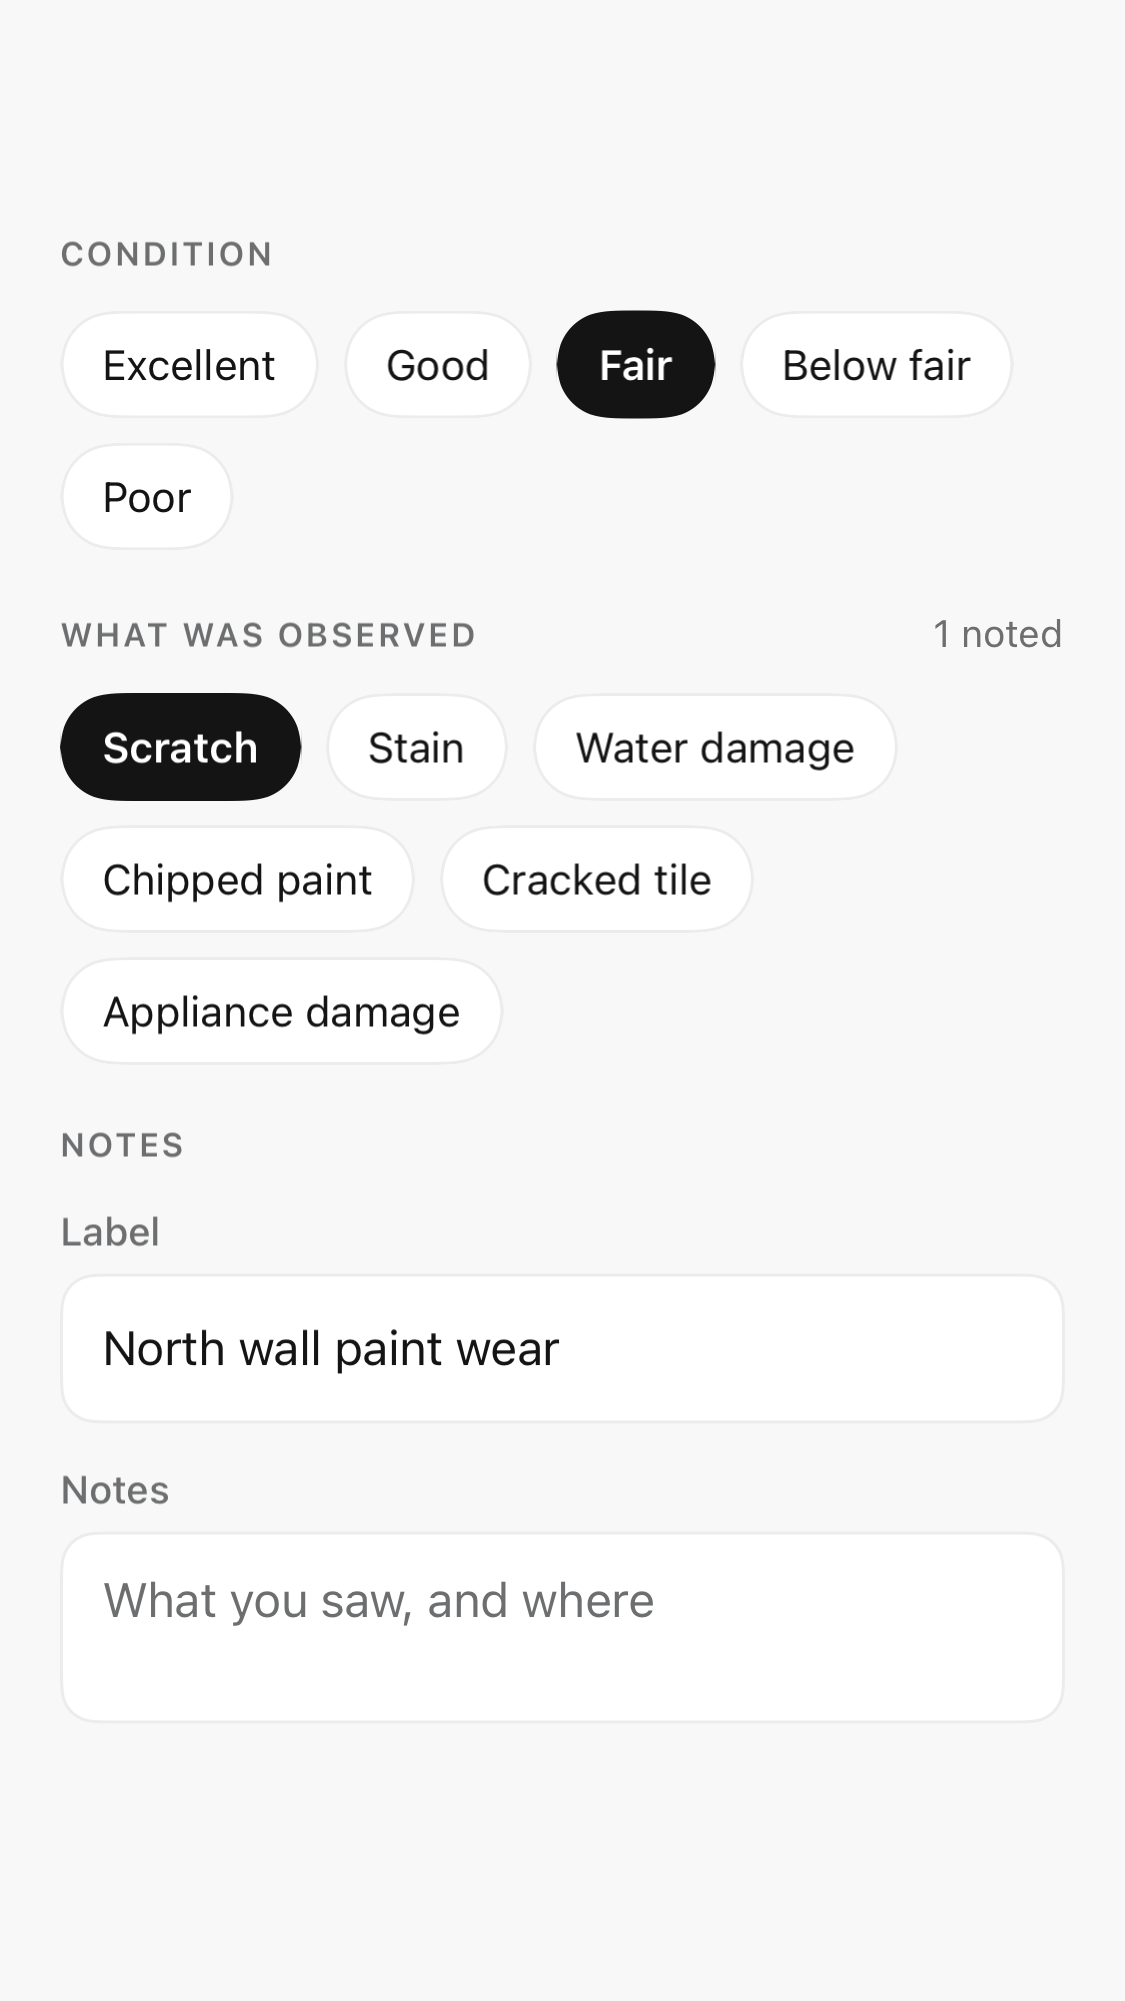 CONDITION
Excellent Good Fair Below fair
Poor
WHAT WAS OBSERVED 1 noted
Scratch Stain Water damage
Chipped paint Cracked tile
Appliance damage
NOTES
Label
North wall paint wear
Notes
What you saw, and where